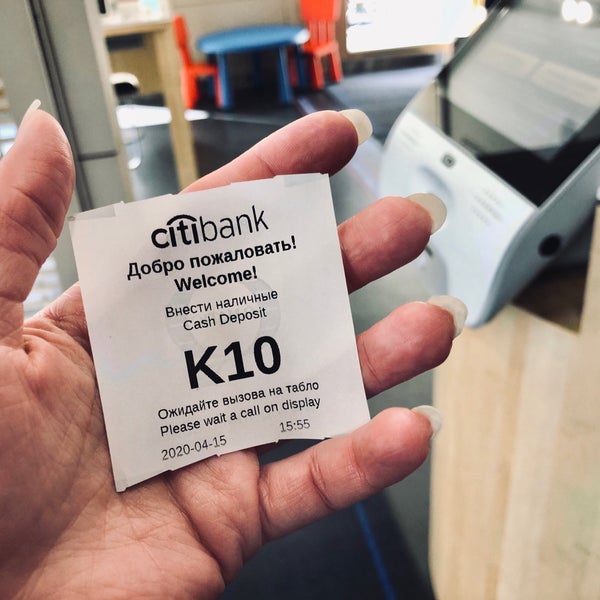 citibank
Добро пожаловать!
Welcome!
Внести наличные
Cash Deposit
K10
Ожидайте вызова на табло
Please wait a call on display
2020-04-15 15:55